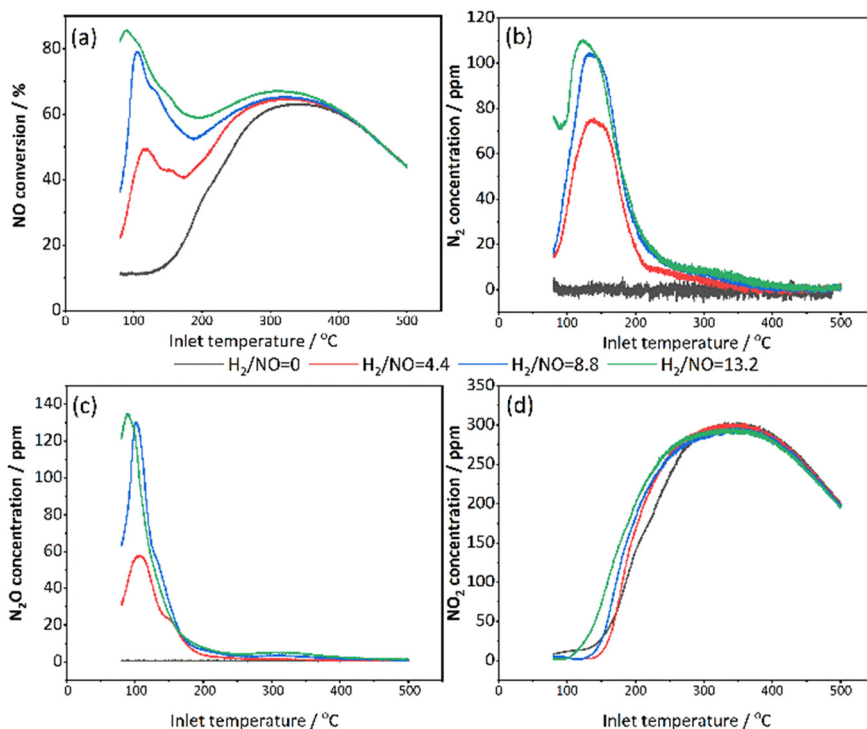 (a)
NO conversion / %
80
60
40
20
0
0 100 200 300 400 500
Inlet temperature / °C
(b)
N₂ concentration / ppm
120
100
80
60
40
20
0
0 100 200 300 400 500
Inlet temperature / °C
H₂/NO=0 H₂/NO=4.4 H₂/NO=8.8 H₂/NO=13.2
(c)
N₂O concentration / ppm
140
120
100
80
60
40
20
0
0 100 200 300 400 500
Inlet temperature / °C
(d)
NO₂ concentration / ppm
350
300
250
200
150
100
50
0
0 100 200 300 400 500
Inlet temperature / °C